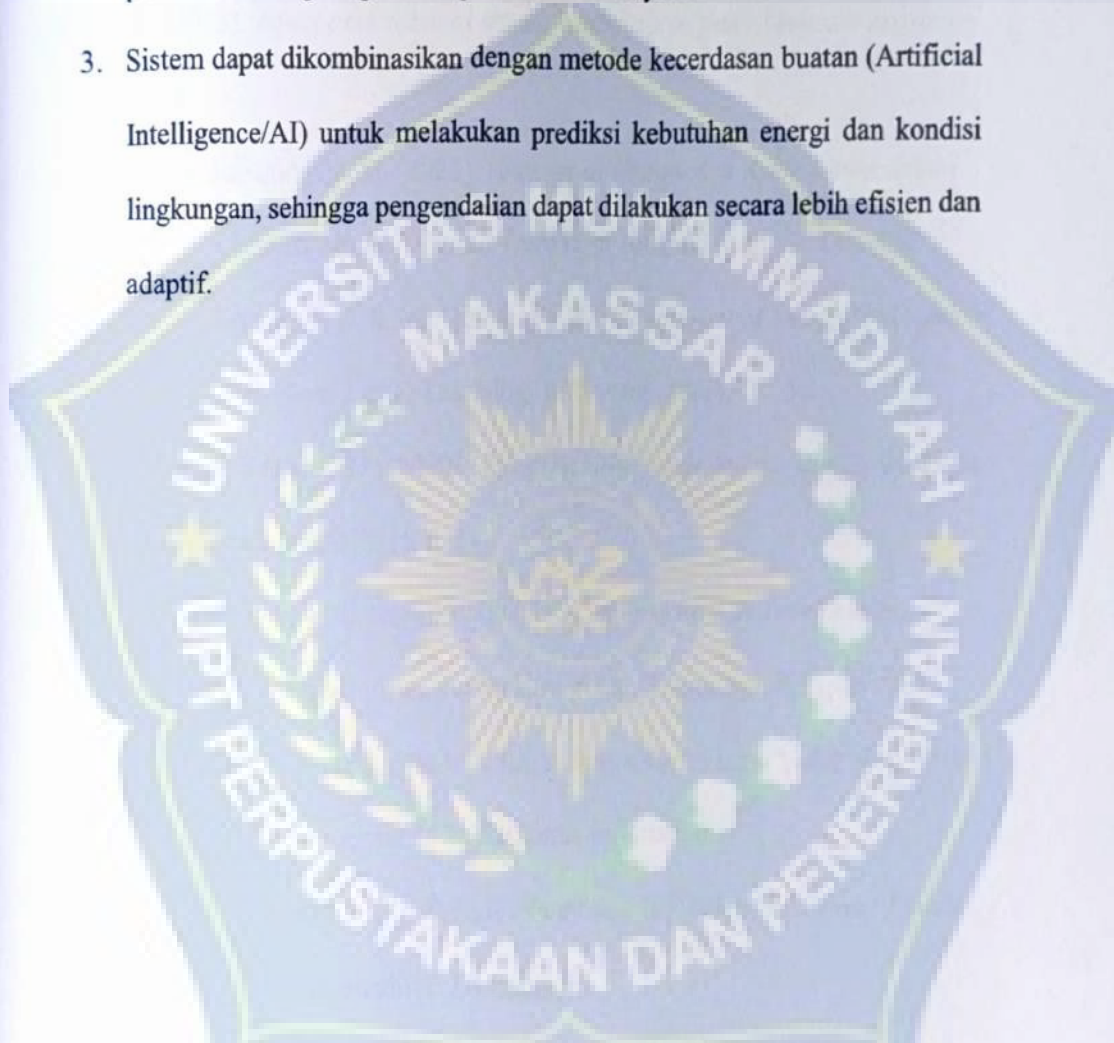 3. Sistem dapat dikombinasikan dengan metode kecerdasan buatan (Artificial
Intelligence/AI) untuk melakukan prediksi kebutuhan energi dan kondisi
lingkungan, sehingga pengendalian dapat dilakukan secara lebih efisien dan
adaptif.
UNIVERSITAS MUHAMMADIYAH
MAKASSAR
UPT PERPUSTAKAAN DAN PENERBITAN